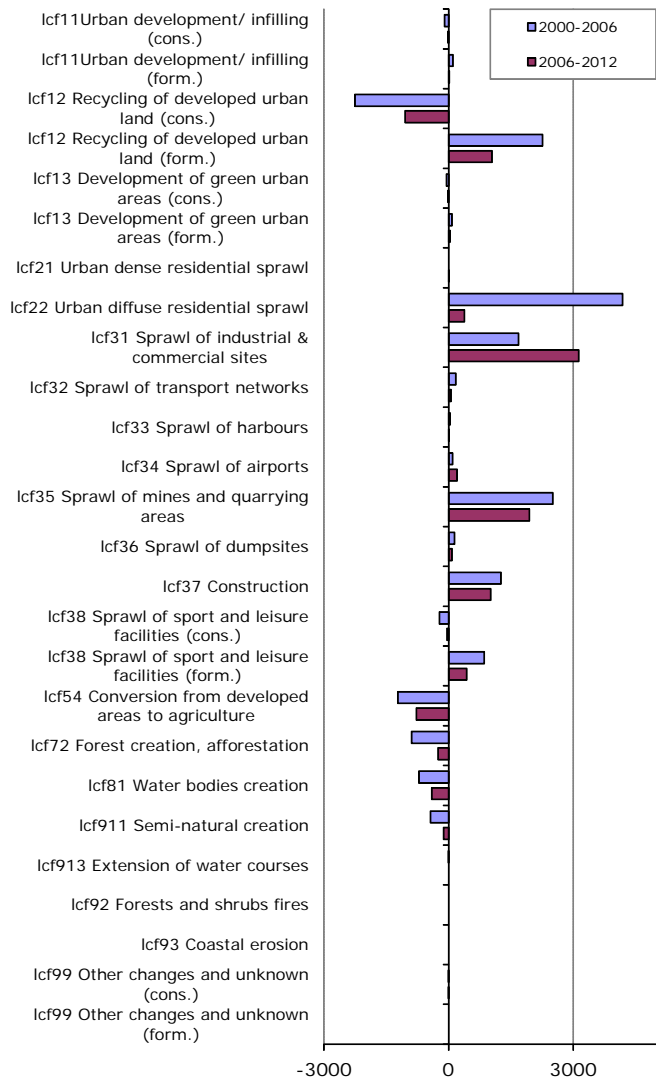 lcf11Urban development/ infilling
(cons.)
lcf11Urban development/ infilling
(form.)
lcf12 Recycling of developed urban
land (cons.)
lcf12 Recycling of developed urban
land (form.)
lcf13 Development of green urban
areas (cons.)
lcf13 Development of green urban
areas (form.)
lcf21 Urban dense residential sprawl
lcf22 Urban diffuse residential sprawl
lcf31 Sprawl of industrial &
commercial sites
lcf32 Sprawl of transport networks
lcf33 Sprawl of harbours
lcf34 Sprawl of airports
lcf35 Sprawl of mines and quarrying
areas
lcf36 Sprawl of dumpsites
lcf37 Construction
lcf38 Sprawl of sport and leisure
facilities (cons.)
lcf38 Sprawl of sport and leisure
facilities (form.)
lcf54 Conversion from developed
areas to agriculture
lcf72 Forest creation, afforestation
lcf81 Water bodies creation
lcf911 Semi-natural creation
lcf913 Extension of water courses
lcf92 Forests and shrubs fires
lcf93 Coastal erosion
lcf99 Other changes and unknown
(cons.)
lcf99 Other changes and unknown
(form.)
2000-2006
2006-2012
-3000
0
3000